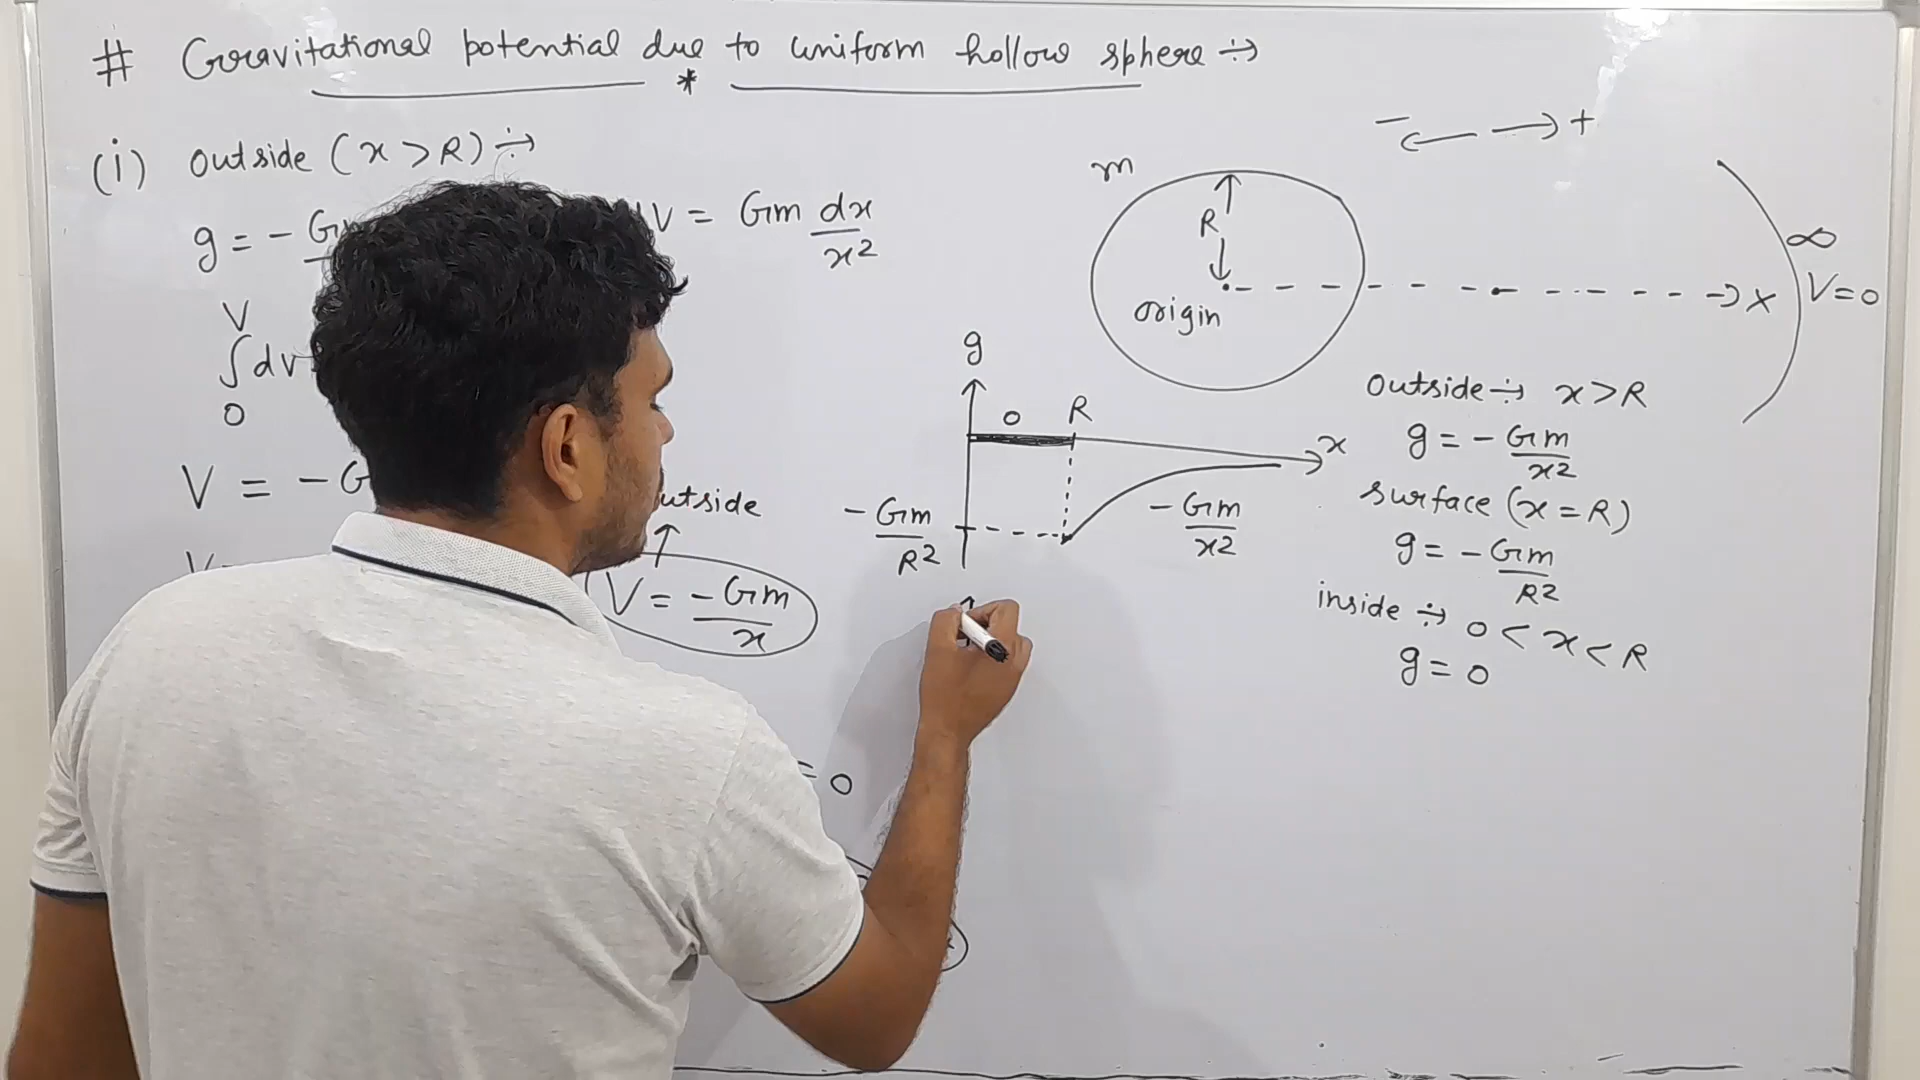 # Gravitational potential due to uniform hollow sphere ÷→
*
(i) outside (x > R) ÷→
g = - G
V = Gm dx/x²
V
∫dv
0
V = - G
outside
V = -Gm/x
= 0
m
R
origin
- ← → +
∞
V=0
X
g
0 R
x
-Gm/R²
-Gm/x²
outside ÷→ x > R
g = - Gm/x²
surface (x = R)
g = - Gm/R²
inside ÷→ 0 < x < R
g = 0